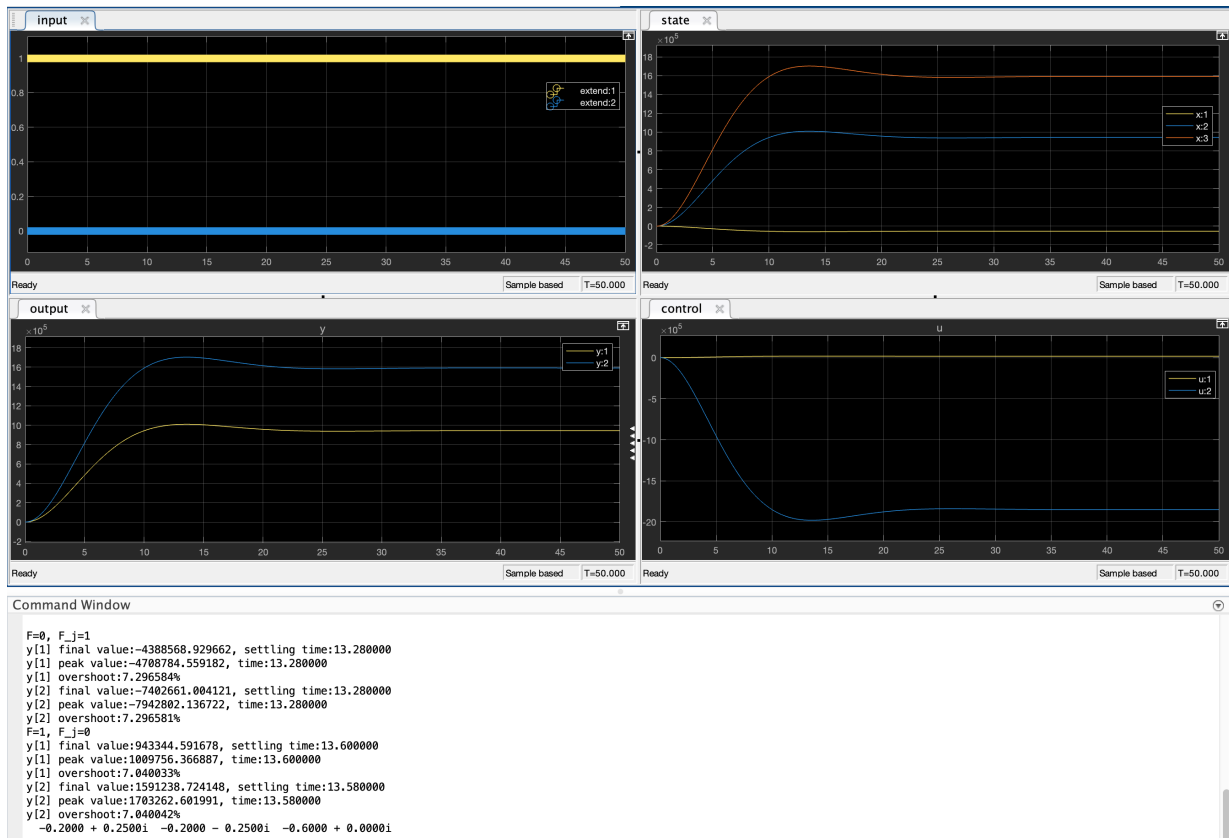 input
1
0.8
0.6
0.4
0.2
0
0 5 10 15 20 25 30 35 40 45 50
extend:1
extend:2
Ready Sample based T=50.000
state
×10^5
18
16
14
12
10
8
6
4
2
0
-2
0 5 10 15 20 25 30 35 40 45 50
x:1
x:2
x:3
Ready Sample based T=50.000
output
y
×10^5
18
16
14
12
10
8
6
4
2
0
-2
0 5 10 15 20 25 30 35 40 45 50
y:1
y:2
Ready Sample based T=50.000
control
u
×10^5
0
-5
-10
-15
-20
0 5 10 15 20 25 30 35 40 45 50
u:1
u:2
Ready Sample based T=50.000
Command Window
F=0, F_j=1
y[1] final value:-4388568.929662, settling time:13.280000
y[1] peak value:-4708784.559182, time:13.280000
y[1] overshoot:7.296584%
y[2] final value:-7402661.004121, settling time:13.280000
y[2] peak value:-7942802.136722, time:13.280000
y[2] overshoot:7.296581%
F=1, F_j=0
y[1] final value:943344.591678, settling time:13.600000
y[1] peak value:1009756.366887, time:13.600000
y[1] overshoot:7.040033%
y[2] final value:1591238.724148, settling time:13.580000
y[2] peak value:1703262.601991, time:13.580000
y[2] overshoot:7.040042%
-0.2000 + 0.2500i -0.2000 - 0.2500i -0.6000 + 0.0000i